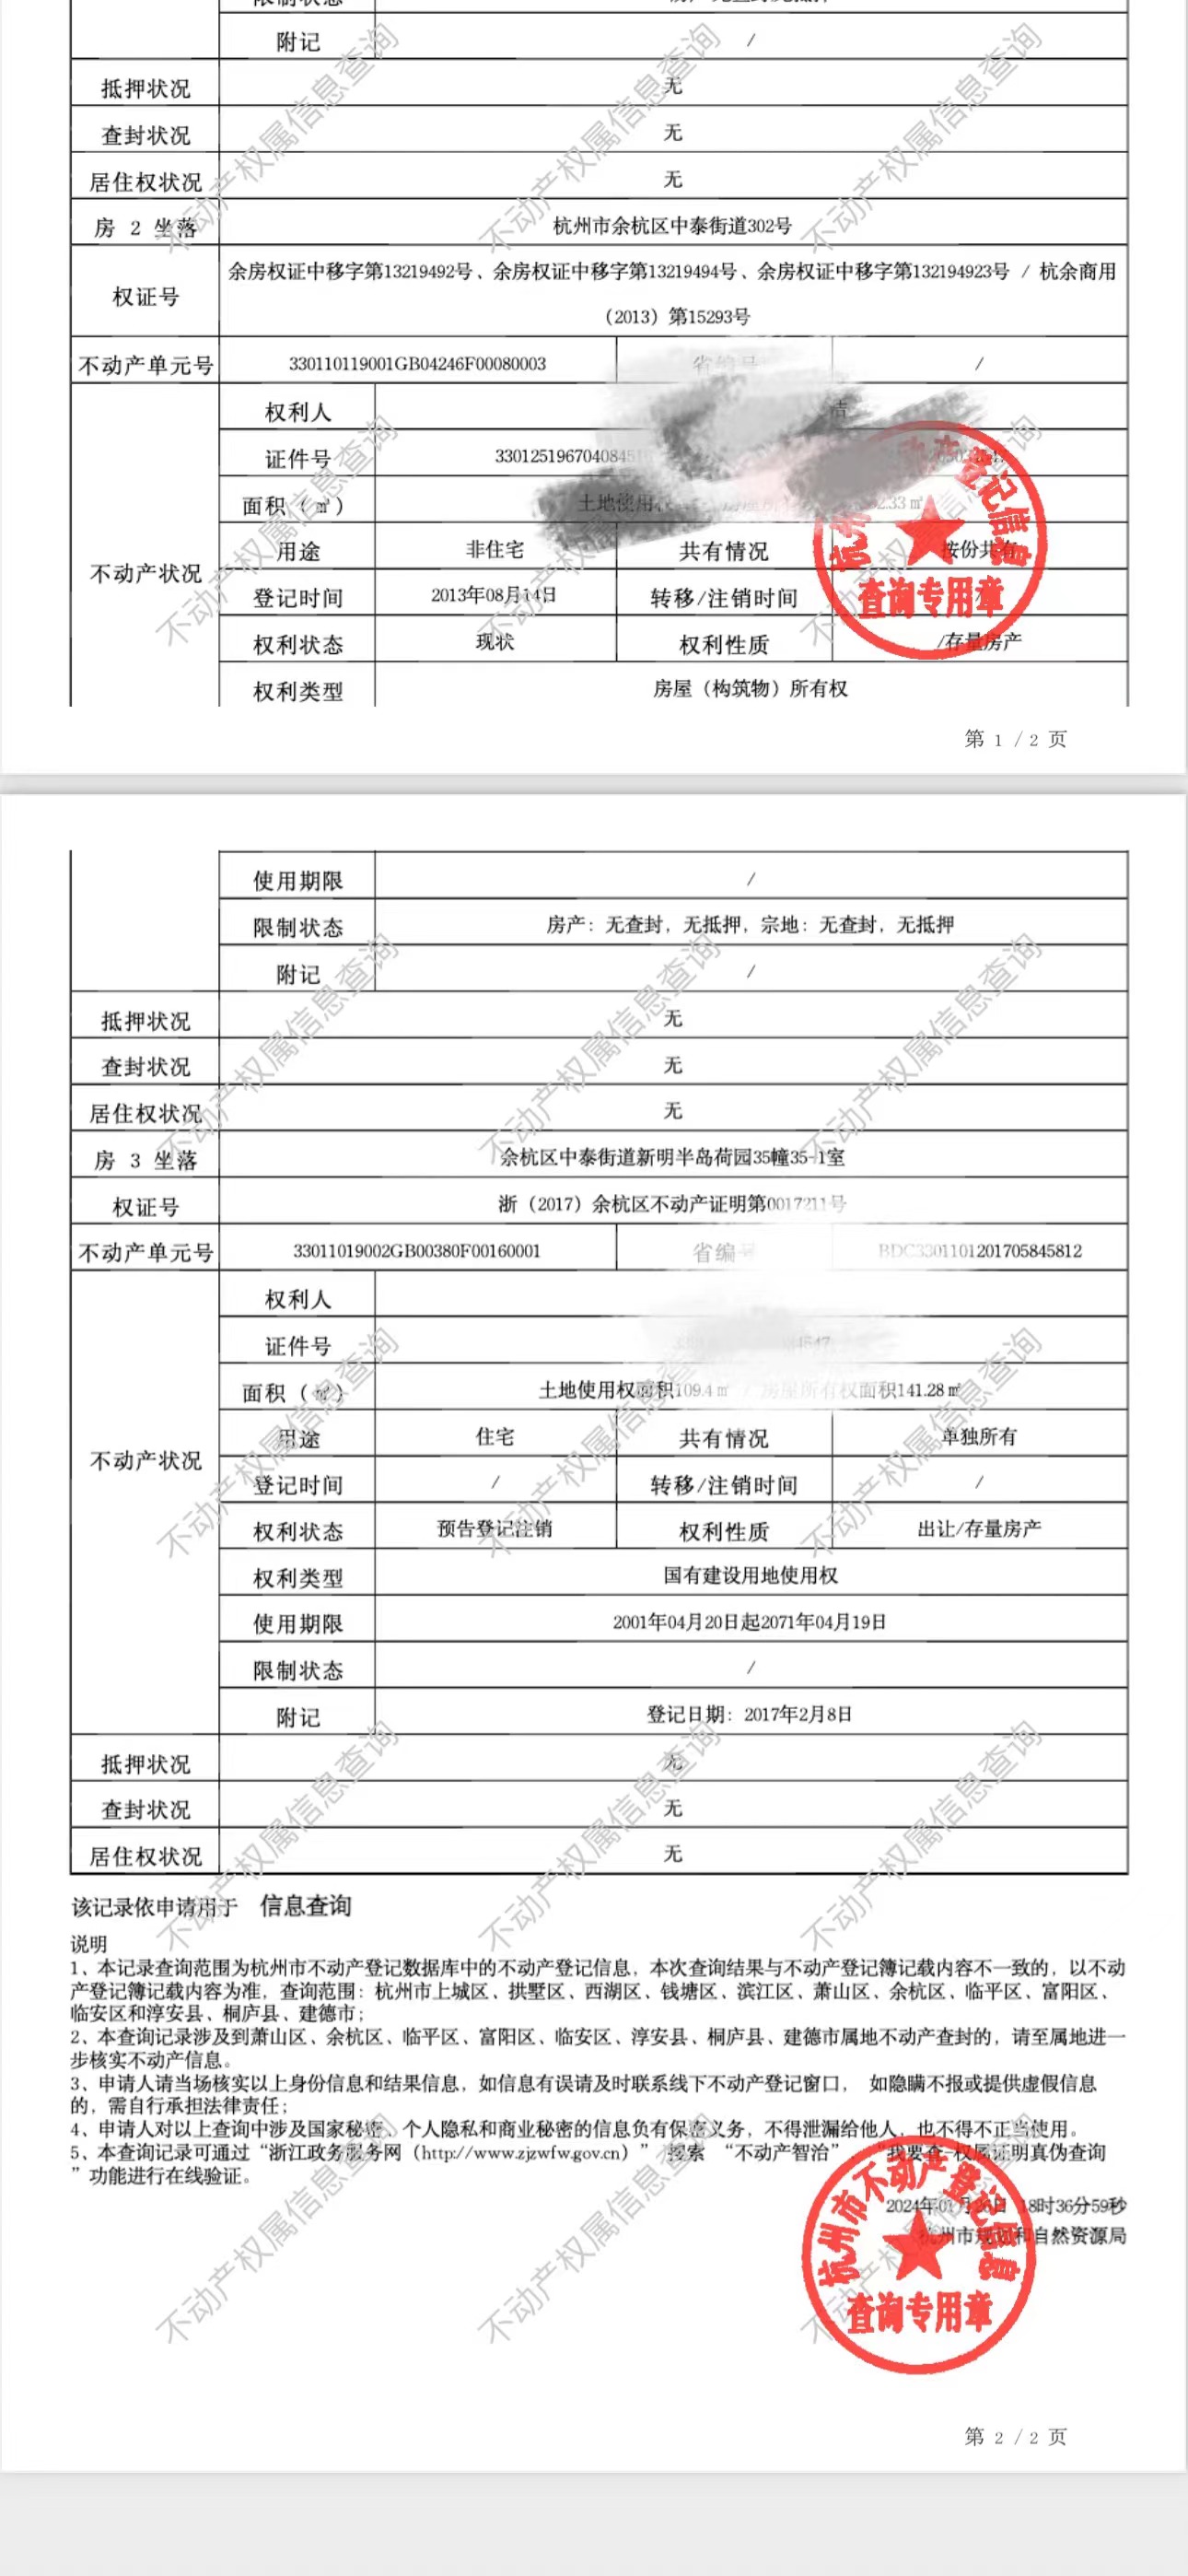 附记 /
抵押状况 无
查封状况 无
居住权状况 无
房 2 坐落 杭州市余杭区中泰街道302号
权证号 余房权证中移字第13219492号、余房权证中移字第13219494号、余房权证中移字第132194923号 / 杭余商用
（2013）第15293号
不动产单元号 330110119001GB04246F00080003 省编号 /
不动产状况
权利人 洁
证件号 3301251967040845
面积（㎡） 土地使用 2.33㎡
用途 非住宅 共有情况 按份共有
登记时间 2013年08月14日 转移/注销时间
权利状态 现状 权利性质 /存量房产
权利类型 房屋（构筑物）所有权
杭州 产登记信息
查询专用章
第 1 / 2 页
使用期限 /
限制状态 房产：无查封，无抵押，宗地：无查封，无抵押
附记 /
抵押状况 无
查封状况 无
居住权状况 无
房 3 坐落 余杭区中泰街道新明半岛荷园35幢35-1室
权证号 浙（2017）余杭区不动产证明第0017211号
不动产单元号 33011019002GB00380F00160001 省编号 BDC3301101201705845812
不动产状况
权利人
证件号 4547
面积（㎡） 土地使用权面积109.4㎡ / 房屋所有权面积141.28㎡
用途 住宅 共有情况 单独所有
登记时间 / 转移/注销时间 /
权利状态 预告登记注销 权利性质 出让/存量房产
权利类型 国有建设用地使用权
使用期限 2001年04月20日起2071年04月19日
限制状态 /
附记 登记日期：2017年2月8日
抵押状况 无
查封状况 无
居住权状况 无
该记录依申请用于 信息查询
说明
1、本记录查询范围为杭州市不动产登记数据库中的不动产登记信息，本次查询结果与不动产登记簿记载内容不一致的，以不动
产登记簿记载内容为准，查询范围：杭州市上城区、拱墅区、西湖区、钱塘区、滨江区、萧山区、余杭区、临平区、富阳区、
临安区和淳安县、桐庐县、建德市；
2、本查询记录涉及到萧山区、余杭区、临平区、富阳区、临安区、淳安县、桐庐县、建德市属地不动产查封的，请至属地进一
步核实不动产信息。
3、申请人请当场核实以上身份信息和结果信息，如信息有误请及时联系线下不动产登记窗口， 如隐瞒不报或提供虚假信息
的，需自行承担法律责任；
4、申请人对以上查询中涉及国家秘密、个人隐私和商业秘密的信息负有保密义务，不得泄漏给他人，也不得不正当使用。
5、本查询记录可通过“浙江政务服务网（http://www.zjzwfw.gov.cn）” 搜索 “不动产智治” 、“我要查-权属证明真伪查询
”功能进行在线验证。
2024年01月26日 18时36分59秒
杭州市规划和自然资源局
杭州市不动产登记信息
查询专用章
第 2 / 2 页
不动产权属信息查询